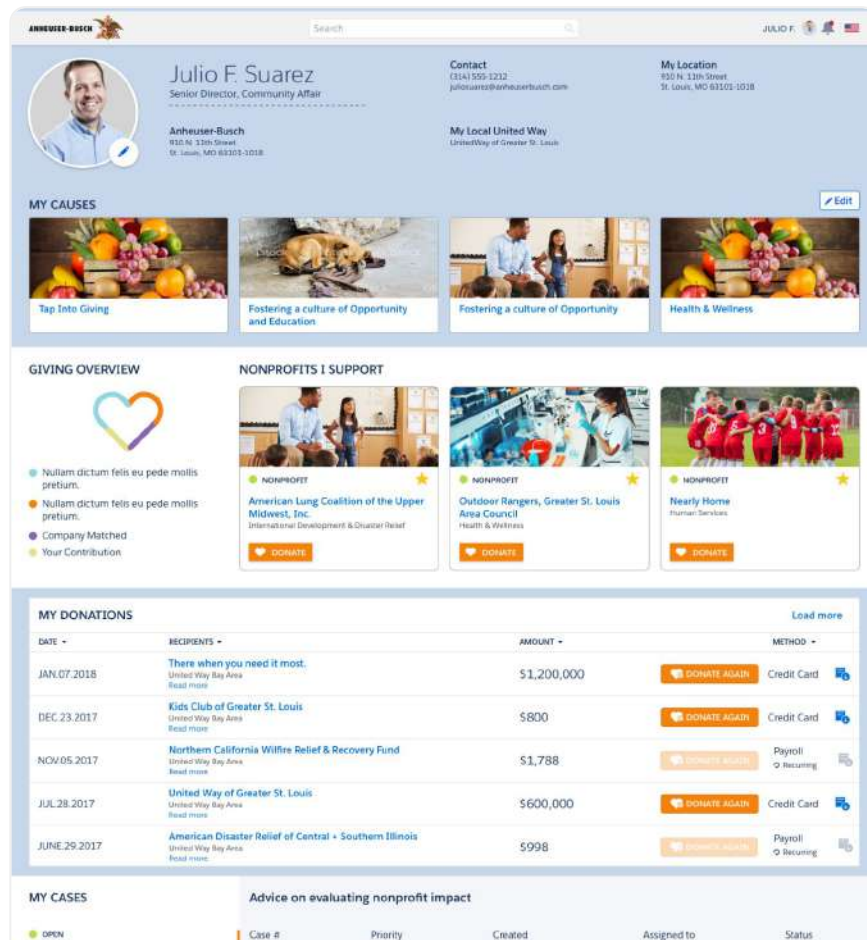 ANHEUSER-BUSCH
Search
JULIO F.
Julio F. Suarez
Senior Director, Community Affair
Contact
(314) 555-1212
juliosuarez@anheuserbusch.com
My Location
910 N. 11th Street
St. Louis, MO 63101-1018
Anheuser-Busch
910 N. 11th Street
St. Louis, MO 63101-1018
My Local United Way
UnitedWay of Greater St. Louis
MY CAUSES
Edit
Tap Into Giving
Fostering a culture of Opportunity
and Education
Fostering a culture of Opportunity
Health & Wellness
GIVING OVERVIEW
Nullam dictum felis eu pede mollis
pretium.
Nullam dictum felis eu pede mollis
pretium.
Company Matched
Your Contribution
NONPROFITS I SUPPORT
NONPROFIT
American Lung Coalition of the Upper
Midwest, Inc.
International Development & Disaster Relief
DONATE
NONPROFIT
Outdoor Rangers, Greater St. Louis
Area Council
Health & Wellness
DONATE
NONPROFIT
Nearly Home
Human Services
DONATE
MY DONATIONS
Load more
DATE RECIPIENTS AMOUNT METHOD
JAN.07.2018
There when you need it most.
United Way Bay Area
Read more
$1,200,000
DONATE AGAIN
Credit Card
DEC.23.2017
Kids Club of Greater St. Louis
United Way Bay Area
Read more
$800
DONATE AGAIN
Credit Card
NOV.05.2017
Northern California Wilfire Relief & Recovery Fund
United Way Bay Area
Read more
$1,788
DONATE AGAIN
Payroll
Recurring
JUL.28.2017
United Way of Greater St. Louis
United Way Bay Area
Read more
$600,000
DONATE AGAIN
Credit Card
JUNE.29.2017
American Disaster Relief of Central + Southern Illinois
United Way Bay Area
Read more
$998
DONATE AGAIN
Payroll
Recurring
MY CASES
OPEN
Advice on evaluating nonprofit impact
Case # Priority Created Assigned to Status